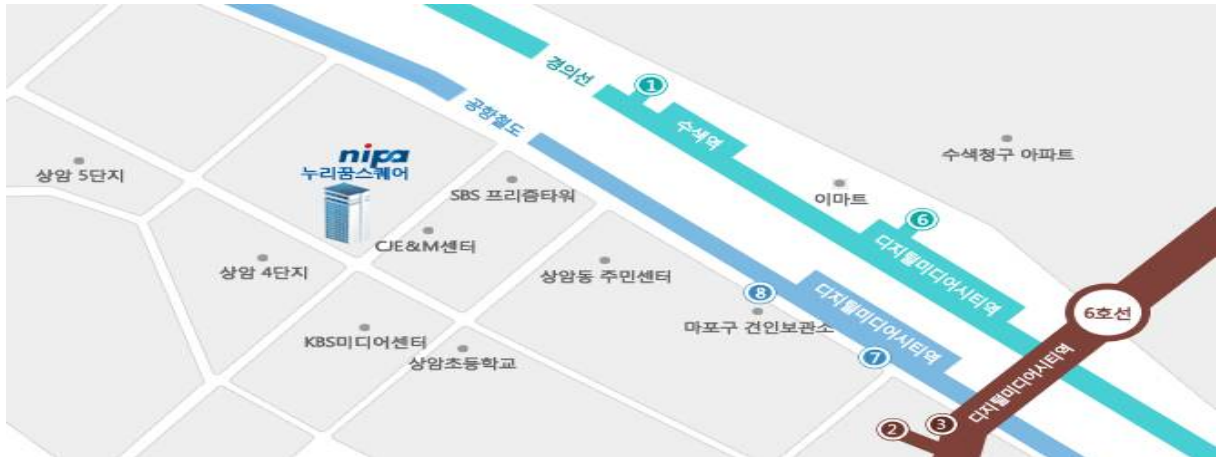 경의선
1
수색역
공항철도
수색청구 아파트
nipa
누리꿈스퀘어
상암 5단지
SBS 프리즘타워
이마트
6
CJE&M센터
상암 4단지
상암동 주민센터
디지털미디어시티역
8
디지털미디어시티역
마포구 견인보관소
6호선
KBS미디어센터
상암초등학교
7
디지털미디어시티역
2
3